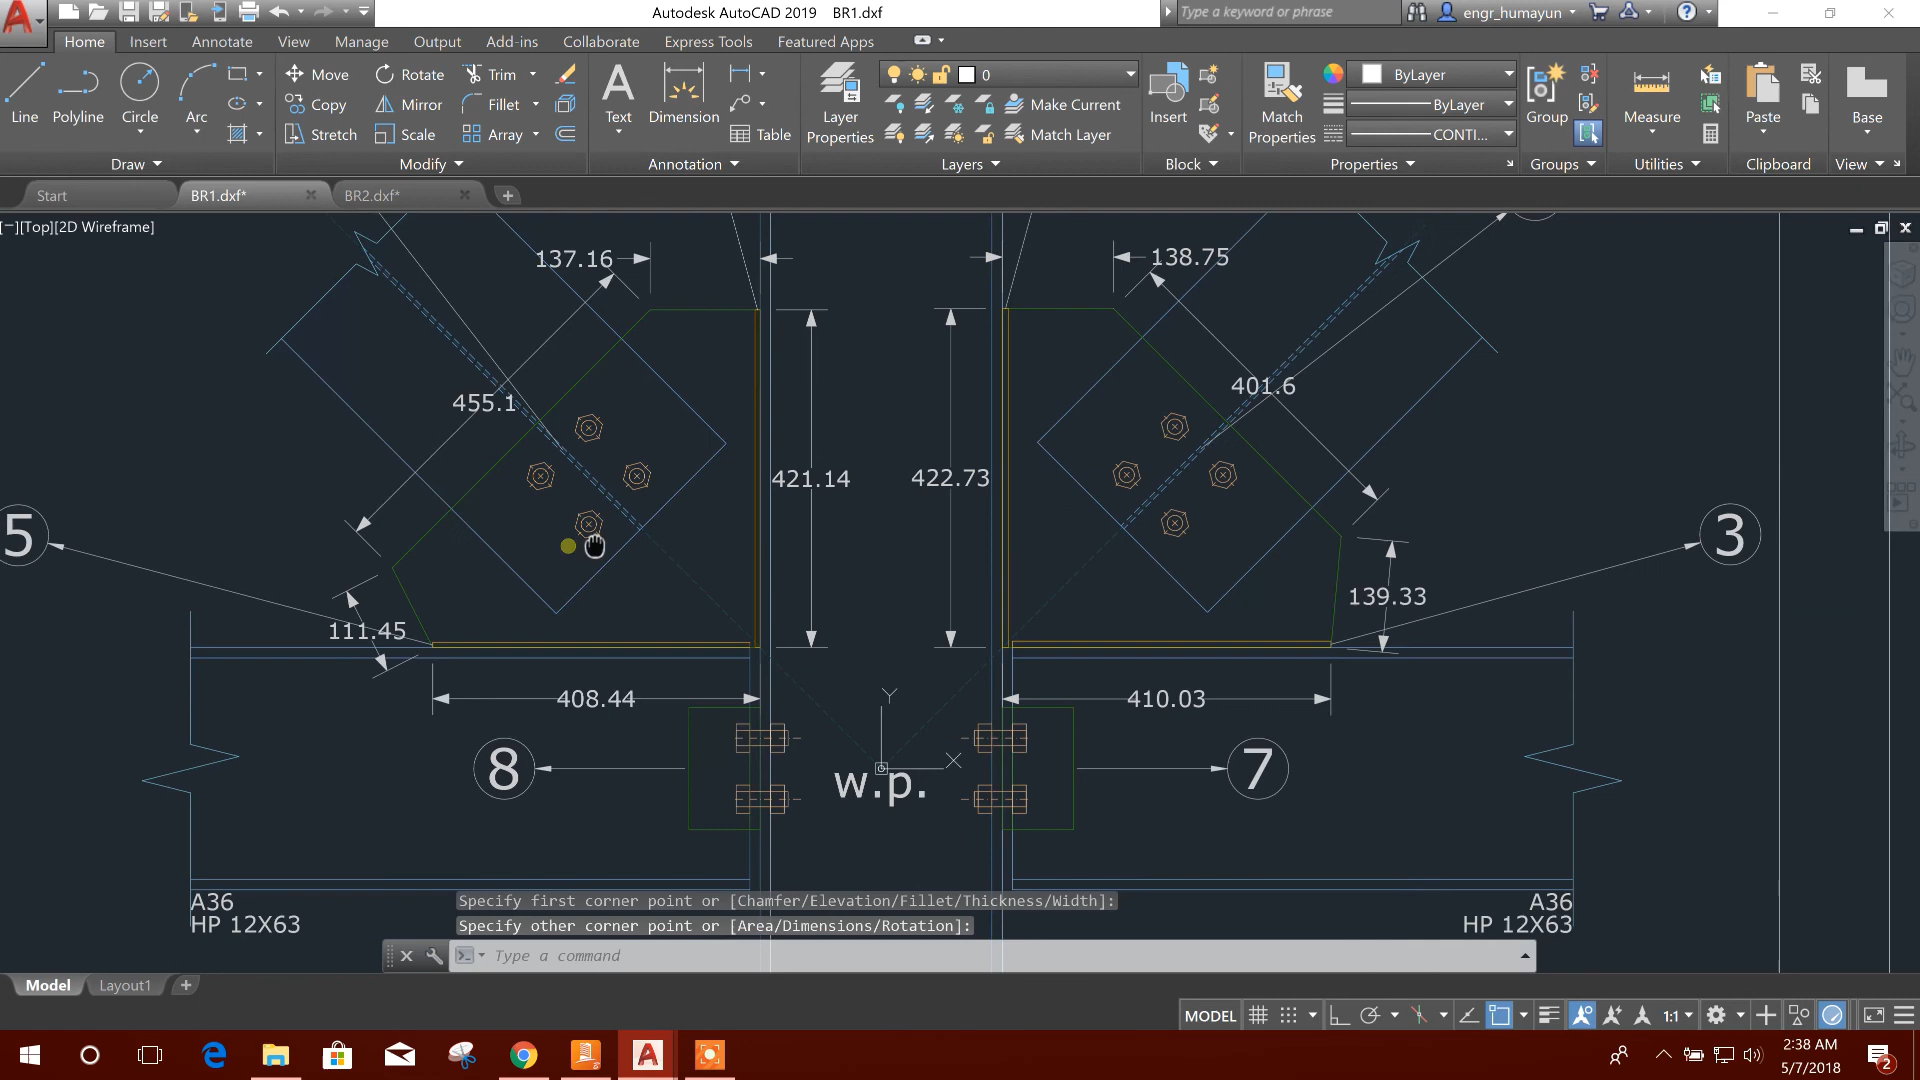 Autodesk AutoCAD 2019 BR1.dxf
Type a keyword or phrase
engr_humayun
Home Insert Annotate View Manage Output Add-ins Collaborate Express Tools Featured Apps
Line Polyline Circle Arc
Move Rotate Trim
Copy Mirror Fillet
Stretch Scale Array
Text Dimension Table
Layer Properties
0
Make Current
Match Layer
Insert
Match Properties
ByLayer
ByLayer
CONTI...
Group
Measure
Paste
Base
Draw Modify Annotation Layers Block Properties Groups Utilities Clipboard View
Start BR1.dxf* BR2.dxf*
[−][Top][2D Wireframe]
137.16 138.75
455.1 401.6
421.14 422.73
5 3
111.45 139.33
408.44 410.03
Y
X
8 w.p. 7
A36
HP 12X63
A36
HP 12X63
Specify first corner point or [Chamfer/Elevation/Fillet/Thickness/Width]:
Specify other corner point or [Area/Dimensions/Rotation]:
Type a command
Model Layout1
MODEL 1:1
2:38 AM
5/7/2018
2